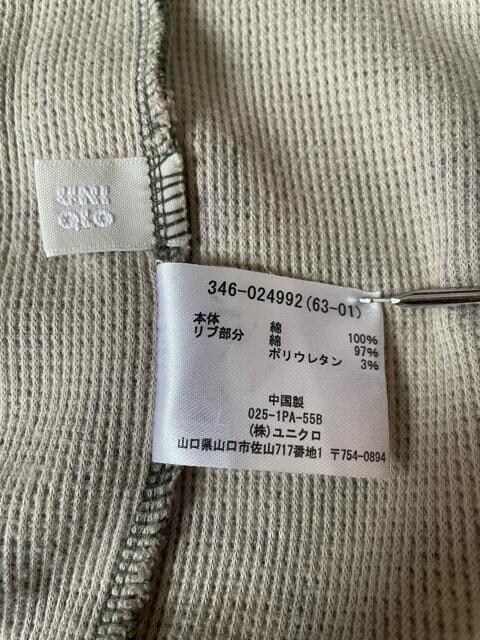 UNI
QLO
346-024992(63-01)
本体 綿 100%
リブ部分 綿 97%
ポリウレタン 3%
中国製
025-1PA-55B
(株)ユニクロ
山口県山口市佐山717番地1 〒754-0894